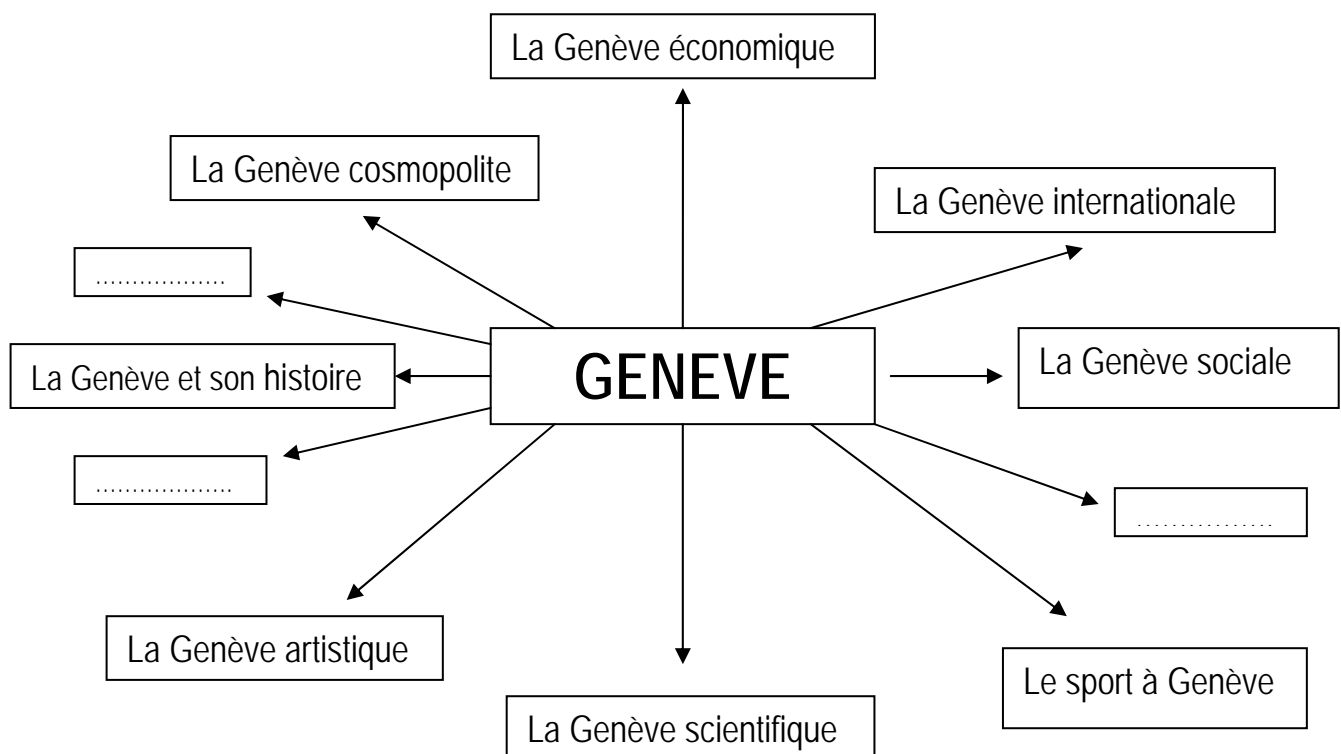 La Genève économique
La Genève cosmopolite
La Genève internationale
..................
GENEVE
La Genève et son histoire
La Genève sociale
...................
................
La Genève artistique
Le sport à Genève
La Genève scientifique